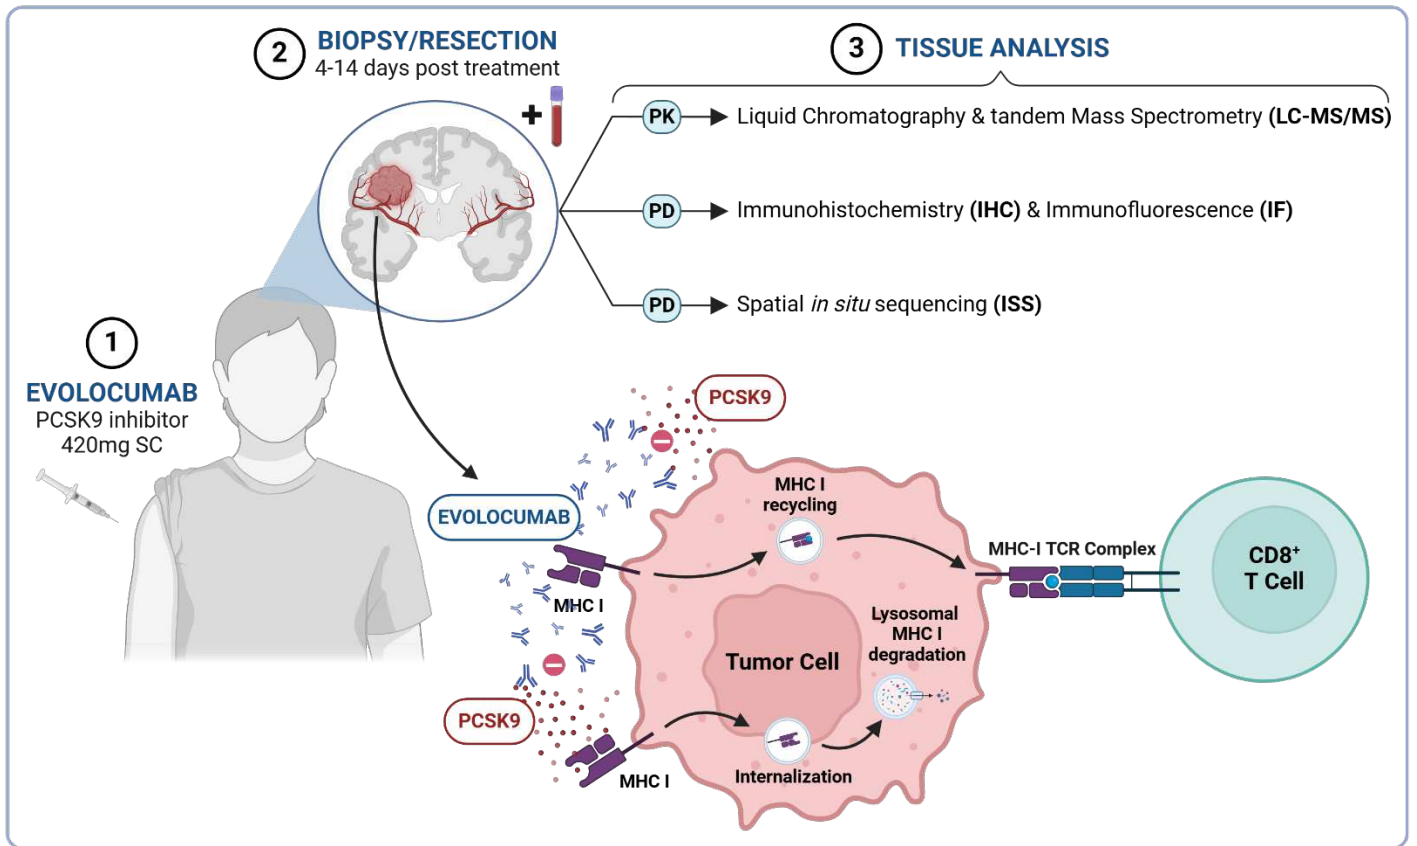 1
EVOLOCUMAB
PCSK9 inhibitor
420mg SC
2
BIOPSY/RESECTION
4-14 days post treatment
3
TISSUE ANALYSIS
PK
Liquid Chromatography & tandem Mass Spectrometry (LC-MS/MS)
PD
Immunohistochemistry (IHC) & Immunofluorescence (IF)
PD
Spatial in situ sequencing (ISS)
PCSK9
EVOLOCUMAB
MHC I
MHC I
recycling
MHC-I TCR Complex
CD8⁺
T Cell
Tumor Cell
Lysosomal
MHC I
degradation
PCSK9
MHC I
Internalization